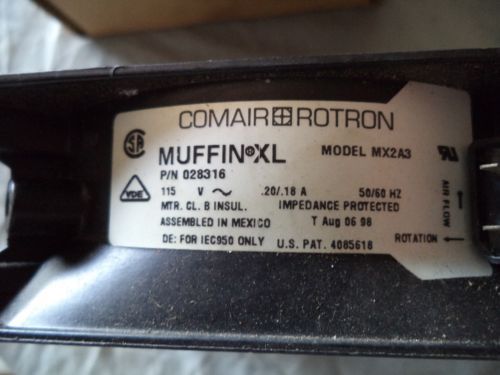 COMAIR ROTRON
MUFFIN XL MODEL MX2A3
P/N 028316
115 V ~ .20/.18 A 50/60 HZ
MTR. CL. B INSUL. IMPEDANCE PROTECTED
ASSEMBLED IN MEXICO T Aug 06 98
DE: FOR IEC950 ONLY U.S. PAT. 4085618
ROTATION
AIR FLOW
VDE